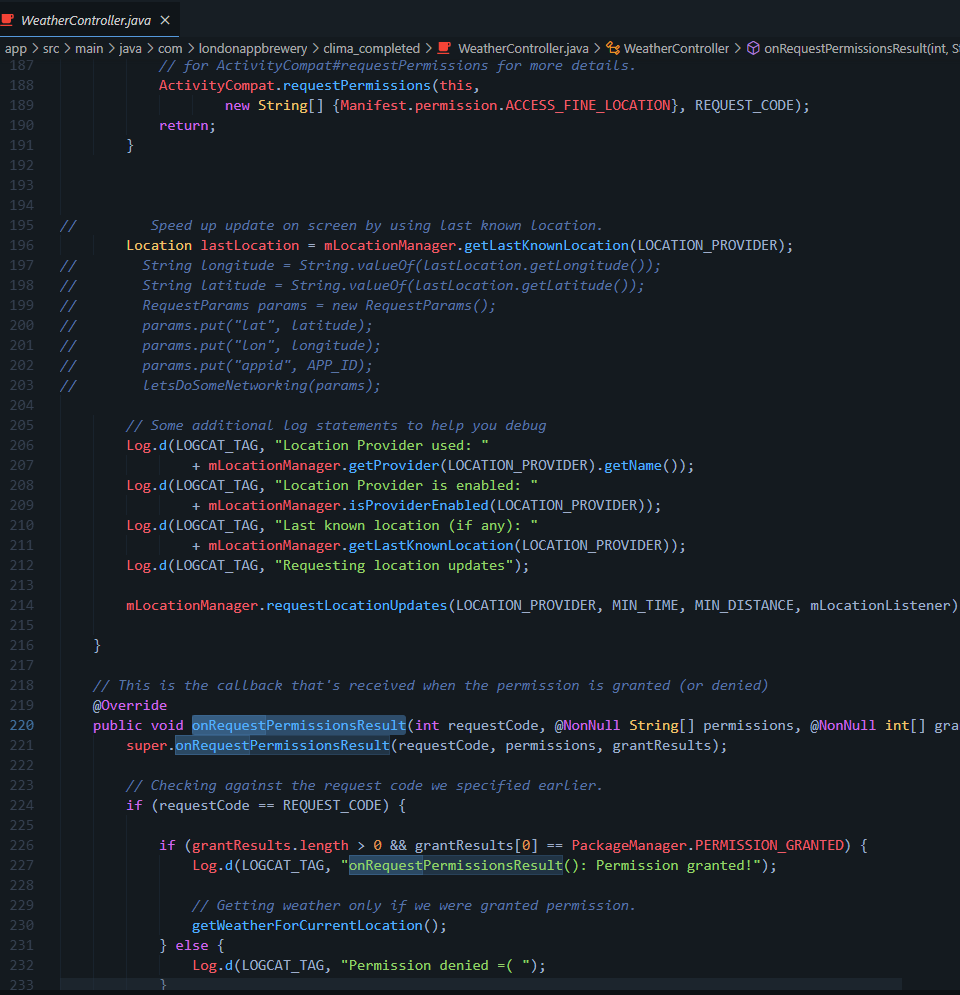 WeatherController.java ×
app > src > main > java > com > londonappbrewery > clima_completed > WeatherController.java > WeatherController > onRequestPermissionsResult(int, S
187 // for ActivityCompat#requestPermissions for more details.
188 ActivityCompat.requestPermissions(this,
189 new String[] {Manifest.permission.ACCESS_FINE_LOCATION}, REQUEST_CODE);
190 return;
191 }
192
193
194
195 // Speed up update on screen by using last known location.
196 Location lastLocation = mLocationManager.getLastKnownLocation(LOCATION_PROVIDER);
197 // String longitude = String.valueOf(lastLocation.getLongitude());
198 // String latitude = String.valueOf(lastLocation.getLatitude());
199 // RequestParams params = new RequestParams();
200 // params.put("lat", latitude);
201 // params.put("lon", longitude);
202 // params.put("appid", APP_ID);
203 // letsDoSomeNetworking(params);
204
205 // Some additional log statements to help you debug
206 Log.d(LOGCAT_TAG, "Location Provider used: "
207 + mLocationManager.getProvider(LOCATION_PROVIDER).getName());
208 Log.d(LOGCAT_TAG, "Location Provider is enabled: "
209 + mLocationManager.isProviderEnabled(LOCATION_PROVIDER));
210 Log.d(LOGCAT_TAG, "Last known location (if any): "
211 + mLocationManager.getLastKnownLocation(LOCATION_PROVIDER));
212 Log.d(LOGCAT_TAG, "Requesting location updates");
213
214 mLocationManager.requestLocationUpdates(LOCATION_PROVIDER, MIN_TIME, MIN_DISTANCE, mLocationListener)
215
216 }
217
218 // This is the callback that's received when the permission is granted (or denied)
219 @Override
220 public void onRequestPermissionsResult(int requestCode, @NonNull String[] permissions, @NonNull int[] gra
221 super.onRequestPermissionsResult(requestCode, permissions, grantResults);
222
223 // Checking against the request code we specified earlier.
224 if (requestCode == REQUEST_CODE) {
225
226 if (grantResults.length > 0 && grantResults[0] == PackageManager.PERMISSION_GRANTED) {
227 Log.d(LOGCAT_TAG, "onRequestPermissionsResult(): Permission granted!");
228
229 // Getting weather only if we were granted permission.
230 getWeatherForCurrentLocation();
231 } else {
232 Log.d(LOGCAT_TAG, "Permission denied =( ");
233 }